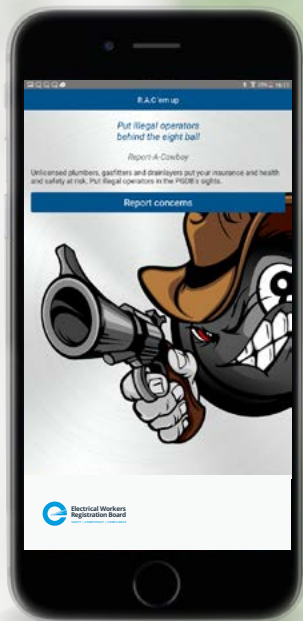 R.A.C 'em up
Put illegal operators
behind the eight ball
Report-A-Cowboy
Unlicensed plumbers, gasfitters and drainlayers put your insurance and health
and safety at risk. Put illegal operators in the PGDB's sights.
Report concerns
Electrical Workers
Registration Board